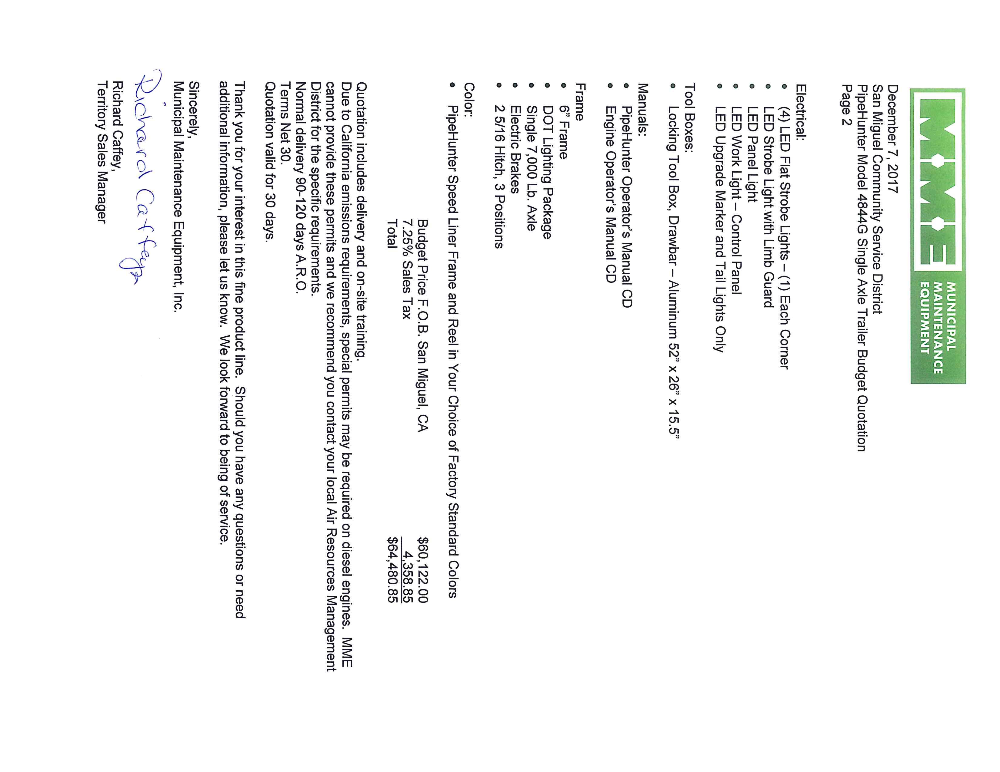 MME
MUNICIPAL
MAINTENANCE
EQUIPMENT
December 7, 2017
San Miguel Community Service District
PipeHunter Model 4844G Single Axle Trailer Budget Quotation
Page 2
Electrical:
• (4) LED Flat Strobe Lights – (1) Each Corner
• LED Strobe Light with Limb Guard
• LED Panel Light
• LED Work Light – Control Panel
• LED Upgrade Marker and Tail Lights Only
Tool Boxes:
• Locking Tool Box, Drawbar – Aluminum 52” x 26” x 15.5”
Manuals:
• PipeHunter Operator’s Manual CD
• Engine Operator’s Manual CD
Frame
• 6” Frame
• DOT Lighting Package
• Single 7,000 Lb. Axle
• Electric Brakes
• 2 5/16 Hitch, 3 Positions
Color:
• PipeHunter Speed Liner Frame and Reel in Your Choice of Factory Standard Colors
Budget Price F.O.B. San Miguel, CA $60,122.00
7.25% Sales Tax 4,358.85
Total $64,480.85
Quotation includes delivery and on-site training.
Due to California emissions requirements, special permits may be required on diesel engines. MME
cannot provide these permits and we recommend you contact your local Air Resources Management
District for the specific requirements.
Normal delivery 90-120 days A.R.O.
Terms Net 30.
Quotation valid for 30 days.
Thank you for your interest in this fine product line. Should you have any questions or need
additional information, please let us know. We look forward to being of service.
Sincerely,
Municipal Maintenance Equipment, Inc.
Richard Caffey
Richard Caffey,
Territory Sales Manager